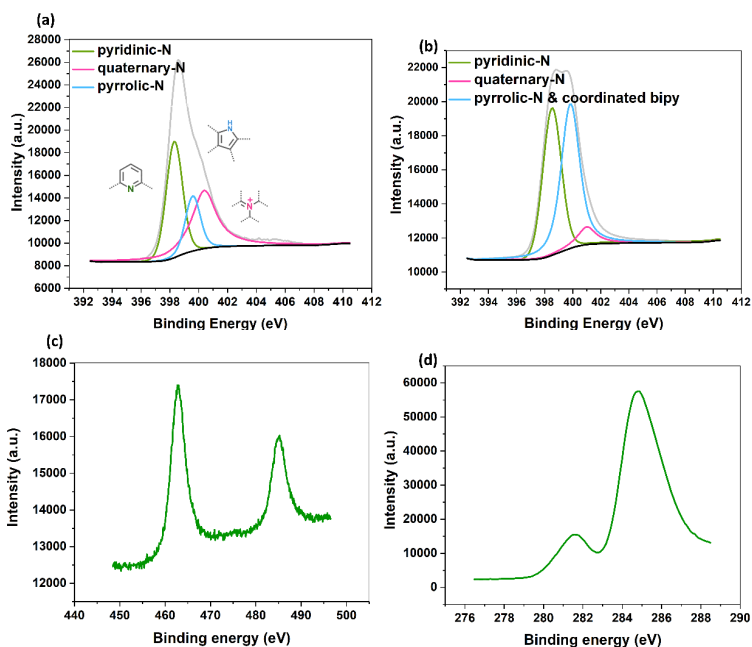 (a)
28000
26000
24000
22000
20000
18000
16000
14000
12000
10000
8000
6000
Intensity (a.u.)
pyridinic-N
quaternary-N
pyrrolic-N
H
N
N
N+
392 394 396 398 400 402 404 406 408 410 412
Binding Energy (eV)
(b)
22000
20000
18000
16000
14000
12000
10000
Intensity (a.u.)
pyridinic-N
quaternary-N
pyrrolic-N & coordinated bipy
392 394 396 398 400 402 404 406 408 410 412
Binding Energy (eV)
(c)
18000
17000
16000
15000
14000
13000
12000
Intensity (a.u.)
440 450 460 470 480 490 500
Binding energy (eV)
(d)
60000
50000
40000
30000
20000
10000
0
Intensity (a.u.)
276 278 280 282 284 286 288 290
Binding energy (eV)